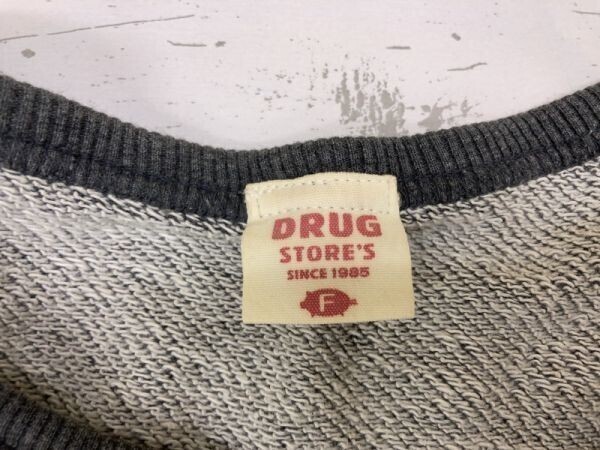 DRUG
STORE'S
SINCE 1985
F